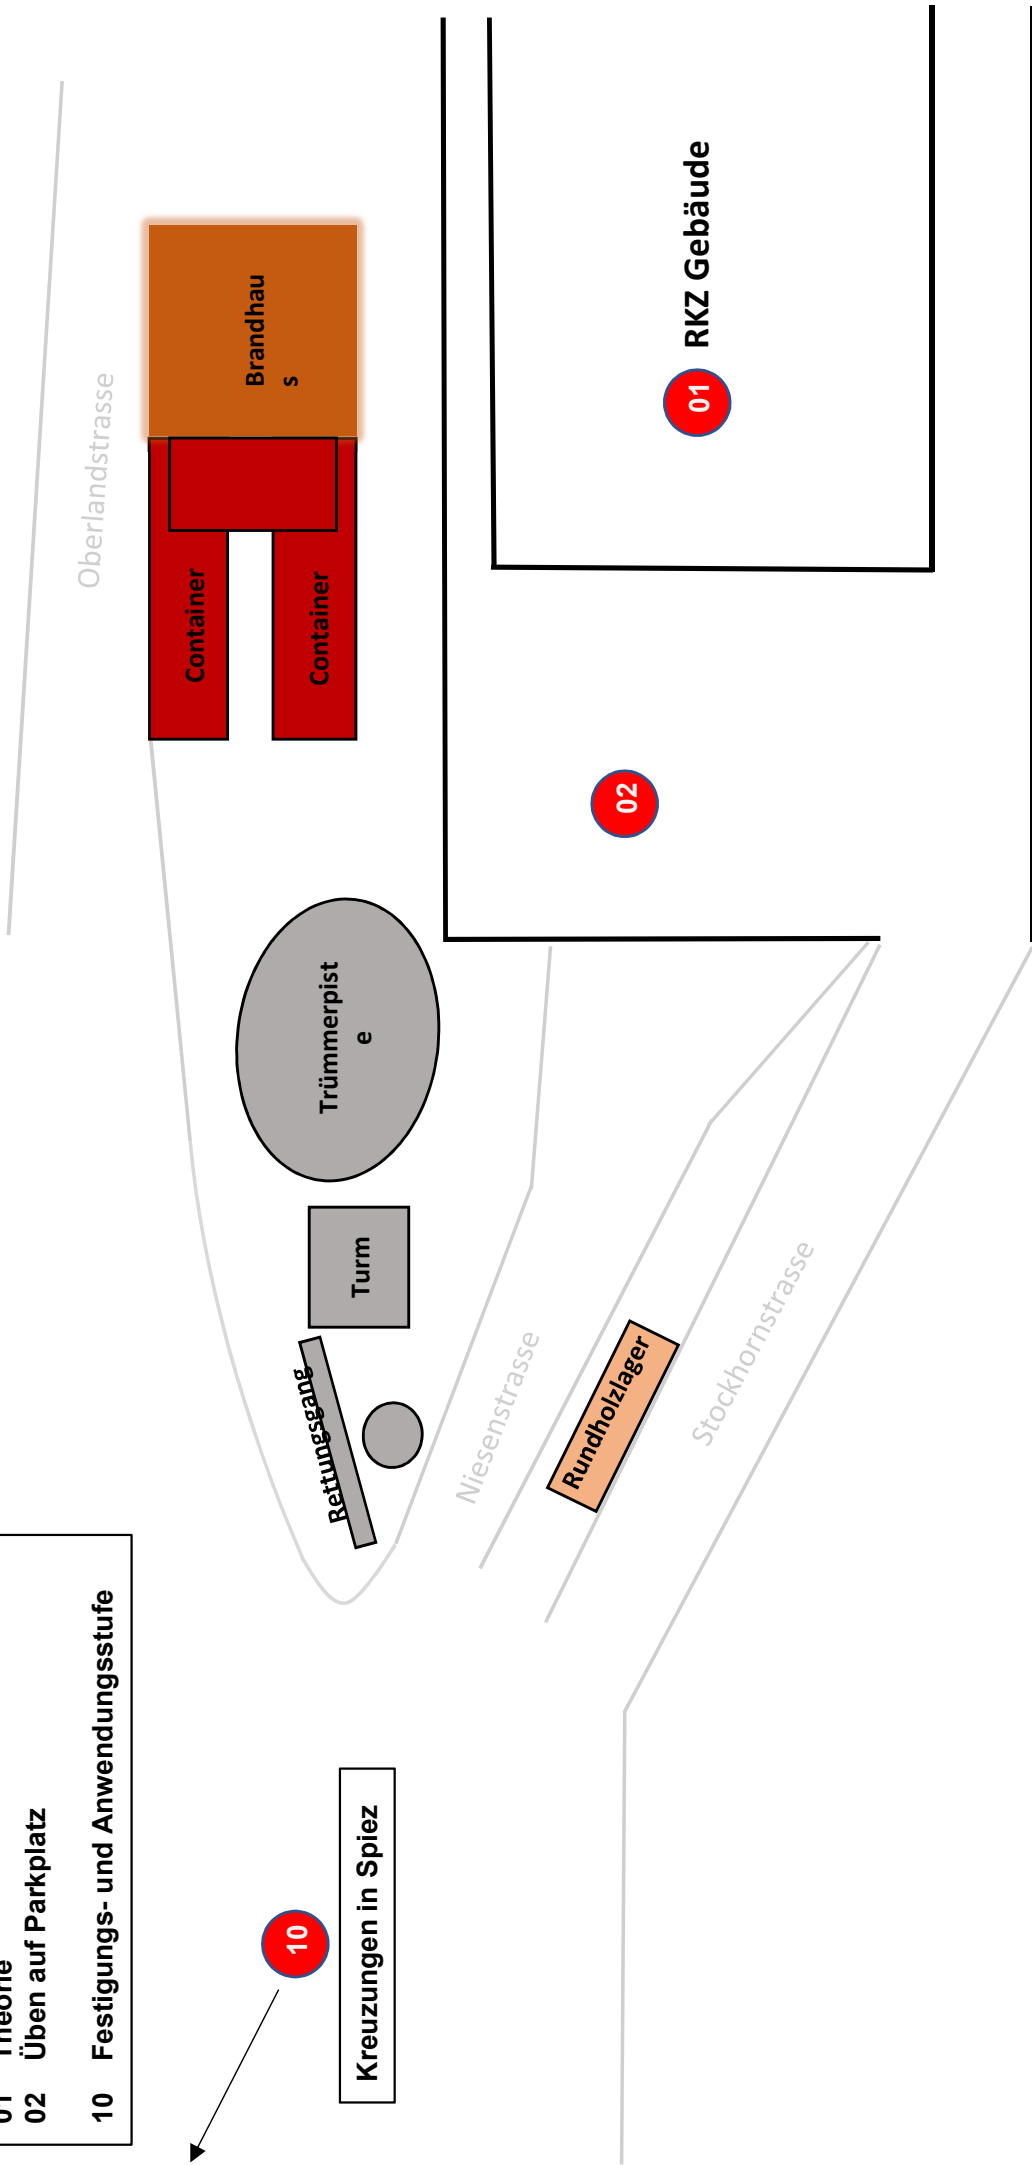 01 Theorie
02 Üben auf Parkplatz
10 Festigungs- und Anwendungsstufe
Oberlandstrasse
Brandhau
s
Container
Container
RKZ Gebäude
01
02
Trümmerpist
e
Turm
Rettungsgang
Niesenstrasse
Rundholzlager
Stockhornstrasse
10
Kreuzungen in Spiez